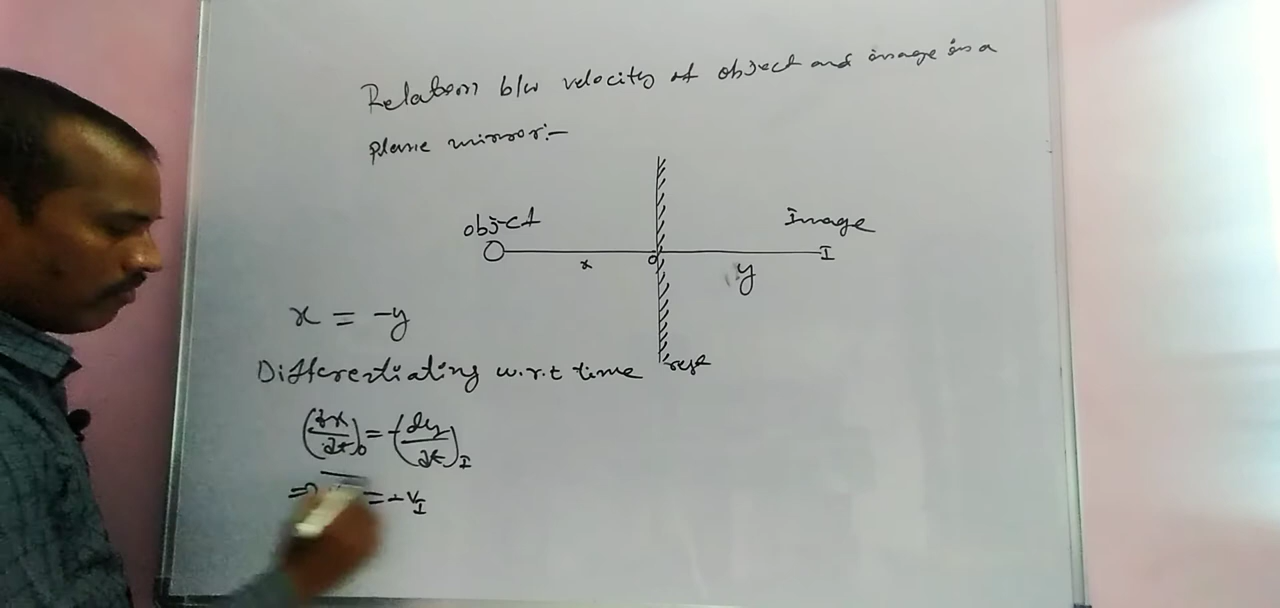 Relation b/w velocity of object and image in a
plane mirror:-
object
Image
O
I
x
y
x = -y
Differentiating w.r.t time
(dx/dt)O = -(dy/dt)I
⇒ = -VI